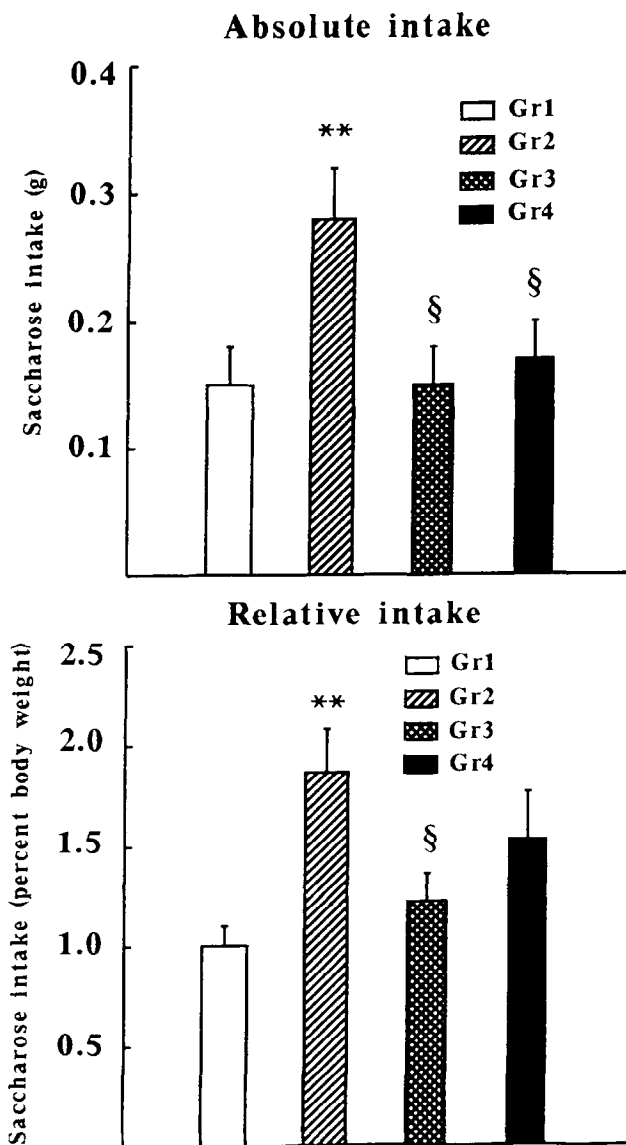 Absolute intake
Saccharose intake (g)
0.4
0.3
0.2
0.1
Gr1
Gr2
Gr3
Gr4
**
§
§
Relative intake
Saccharose intake (percent body weight)
2.5
2.0
1.5
1.0
0.5
Gr1
Gr2
Gr3
Gr4
**
§